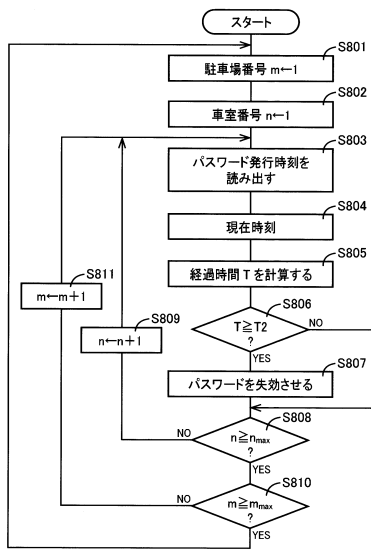 スタート
S801
駐車場番号 m←1
S802
車室番号 n←1
S803
パスワード発行時刻を
読み出す
S804
現在時刻
S805
経過時間 T を計算する
S811
m←m+1
S809
n←n+1
S806
T≧T2
?
NO
YES
S807
パスワードを失効させる
S808
n≧nmax
?
NO
YES
S810
m≧mmax
?
NO
YES